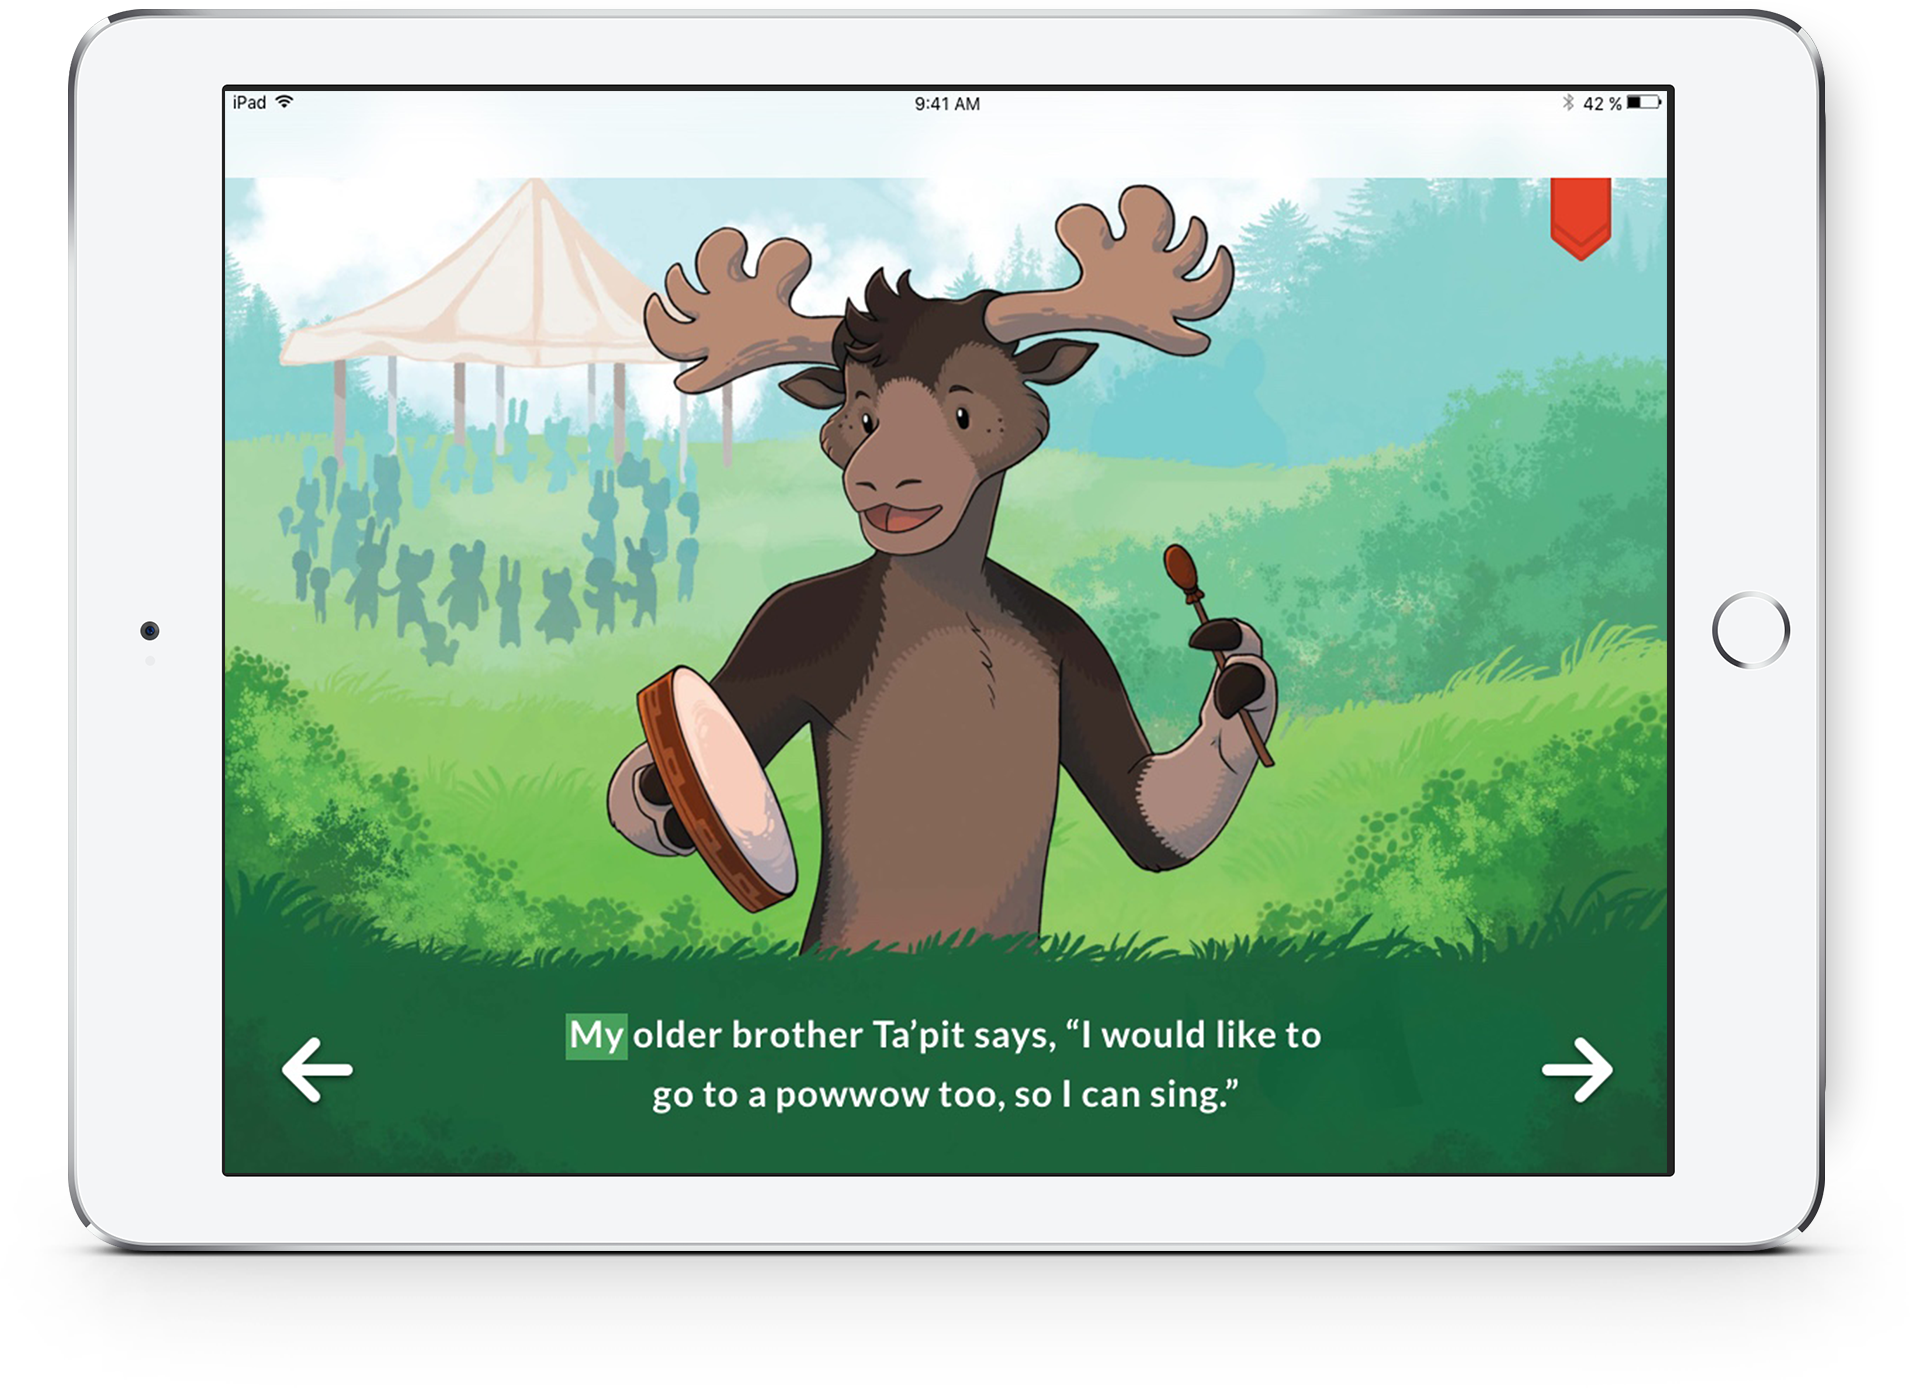 iPad
9:41 AM
42 %
My older brother Ta’pit says, “I would like to
go to a powwow too, so I can sing.”